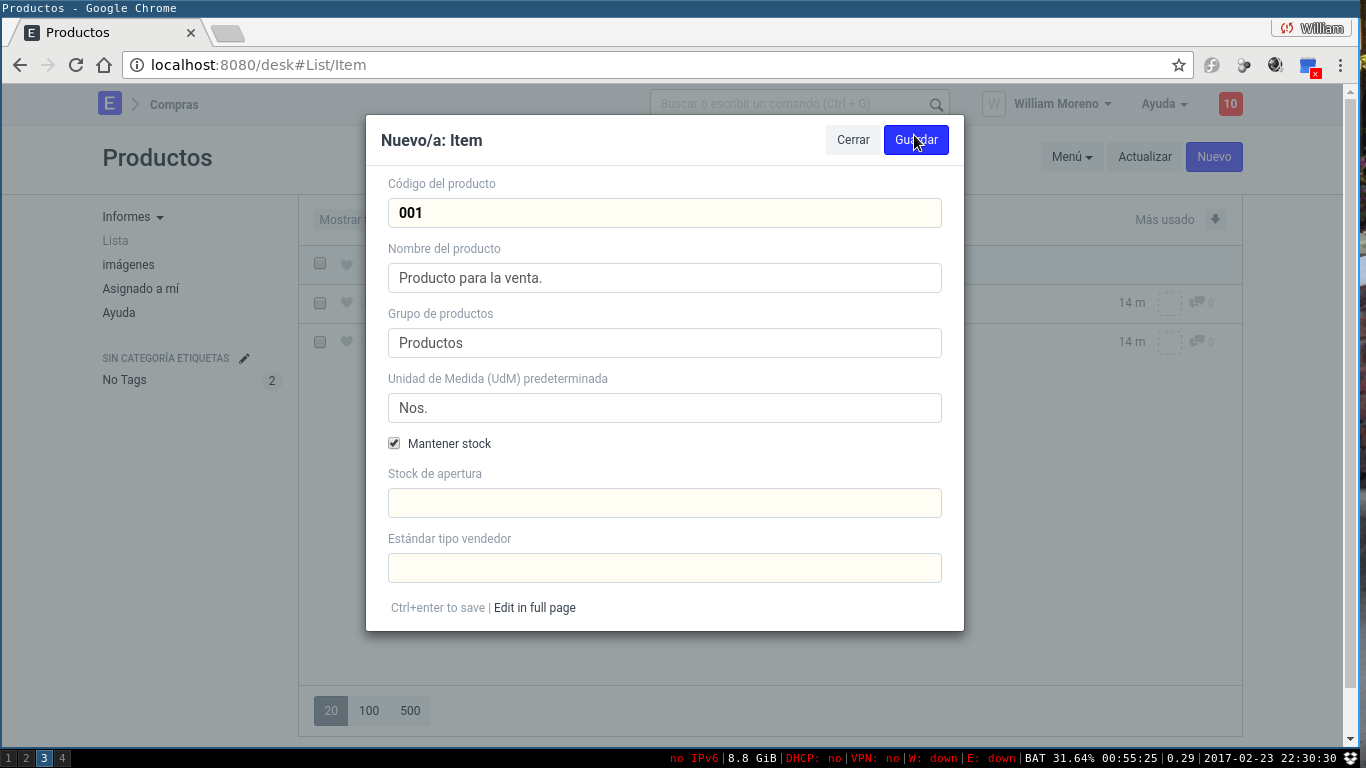 Productos - Google Chrome
E Productos
William
localhost:8080/desk#List/Item
E Compras
Buscar o escribir un comando (Ctrl + G)
W William Moreno
Ayuda
10
Productos
Menú
Actualizar
Nuevo
Nuevo/a: Item
Cerrar
Guardar
Informes
Lista
imágenes
Asignado a mí
Ayuda
SIN CATEGORÍA ETIQUETAS
No Tags 2
Mostrar
Más usado
14 m 0
14 m 0
Código del producto
001
Nombre del producto
Producto para la venta.
Grupo de productos
Productos
Unidad de Medida (UdM) predeterminada
Nos.
Mantener stock
Stock de apertura
Estándar tipo vendedor
Ctrl+enter to save | Edit in full page
20 100 500
1 2 3 4
no IPv6|8.8 GiB|DHCP: no|VPN: no|W: down|E: down|BAT 31.64% 00:55:25|0.29|2017-02-23 22:30:30